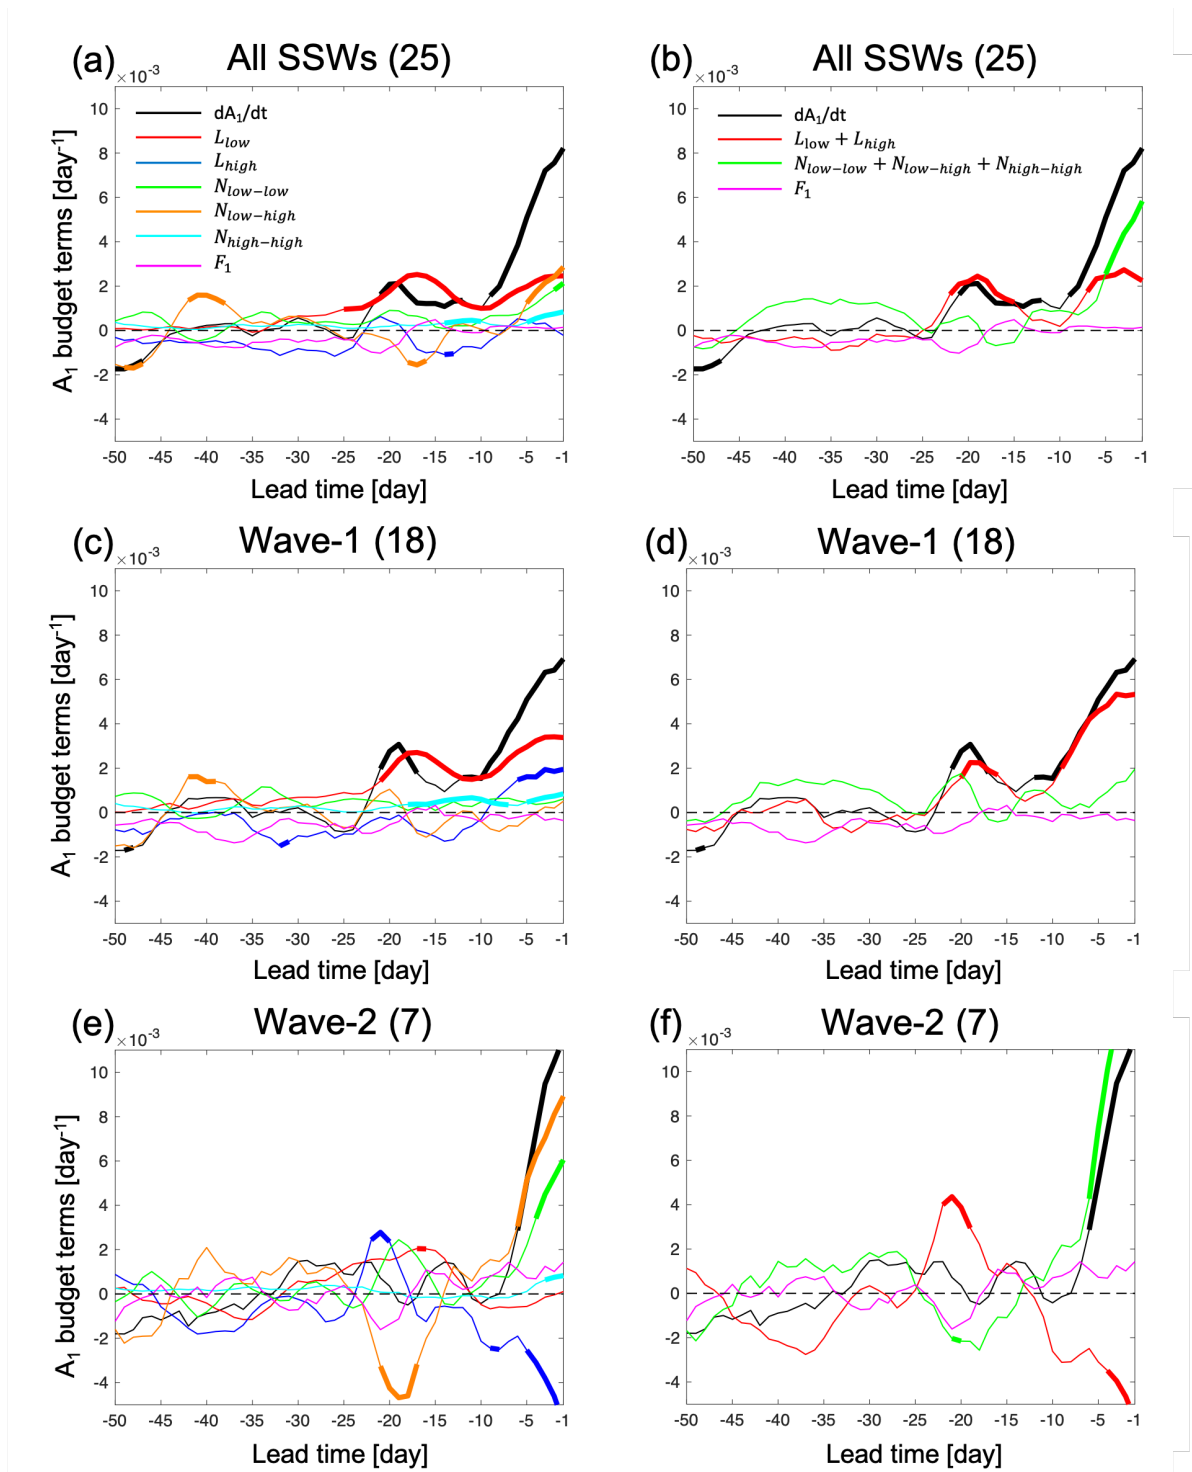 (a) All SSWs (25)
×10⁻³
A₁ budget terms [day⁻¹]
10
8
6
4
2
0
-2
-4
dA₁/dt
L_low
L_high
N_low−low
N_low−high
N_high−high
F₁
-50 -45 -40 -35 -30 -25 -20 -15 -10 -5 -1
Lead time [day]
(b) All SSWs (25)
×10⁻³
10
8
6
4
2
0
-2
-4
dA₁/dt
L_low + L_high
N_low−low + N_low−high + N_high−high
F₁
-50 -45 -40 -35 -30 -25 -20 -15 -10 -5 -1
Lead time [day]
(c) Wave-1 (18)
×10⁻³
A₁ budget terms [day⁻¹]
10
8
6
4
2
0
-2
-4
-50 -45 -40 -35 -30 -25 -20 -15 -10 -5 -1
Lead time [day]
(d) Wave-1 (18)
×10⁻³
10
8
6
4
2
0
-2
-4
-50 -45 -40 -35 -30 -25 -20 -15 -10 -5 -1
Lead time [day]
(e) Wave-2 (7)
×10⁻³
A₁ budget terms [day⁻¹]
10
8
6
4
2
0
-2
-4
-50 -45 -40 -35 -30 -25 -20 -15 -10 -5 -1
Lead time [day]
(f) Wave-2 (7)
×10⁻³
10
8
6
4
2
0
-2
-4
-50 -45 -40 -35 -30 -25 -20 -15 -10 -5 -1
Lead time [day]